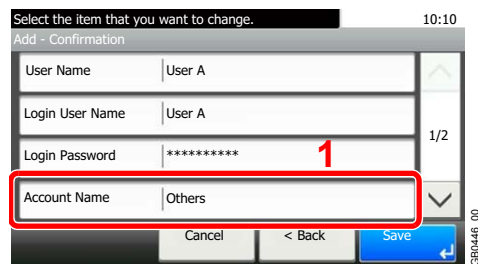 Select the item that you want to change. 10:10
Add - Confirmation
User Name User A
Login User Name User A
1/2
Login Password ********** 1
Account Name Others
Cancel < Back Save
GB0446_00